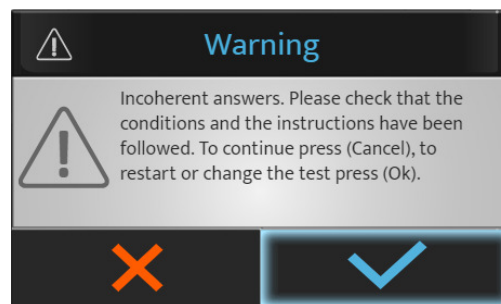 Warning
Incoherent answers. Please check that the
conditions and the instructions have been
followed. To continue press (Cancel), to
restart or change the test press (Ok).